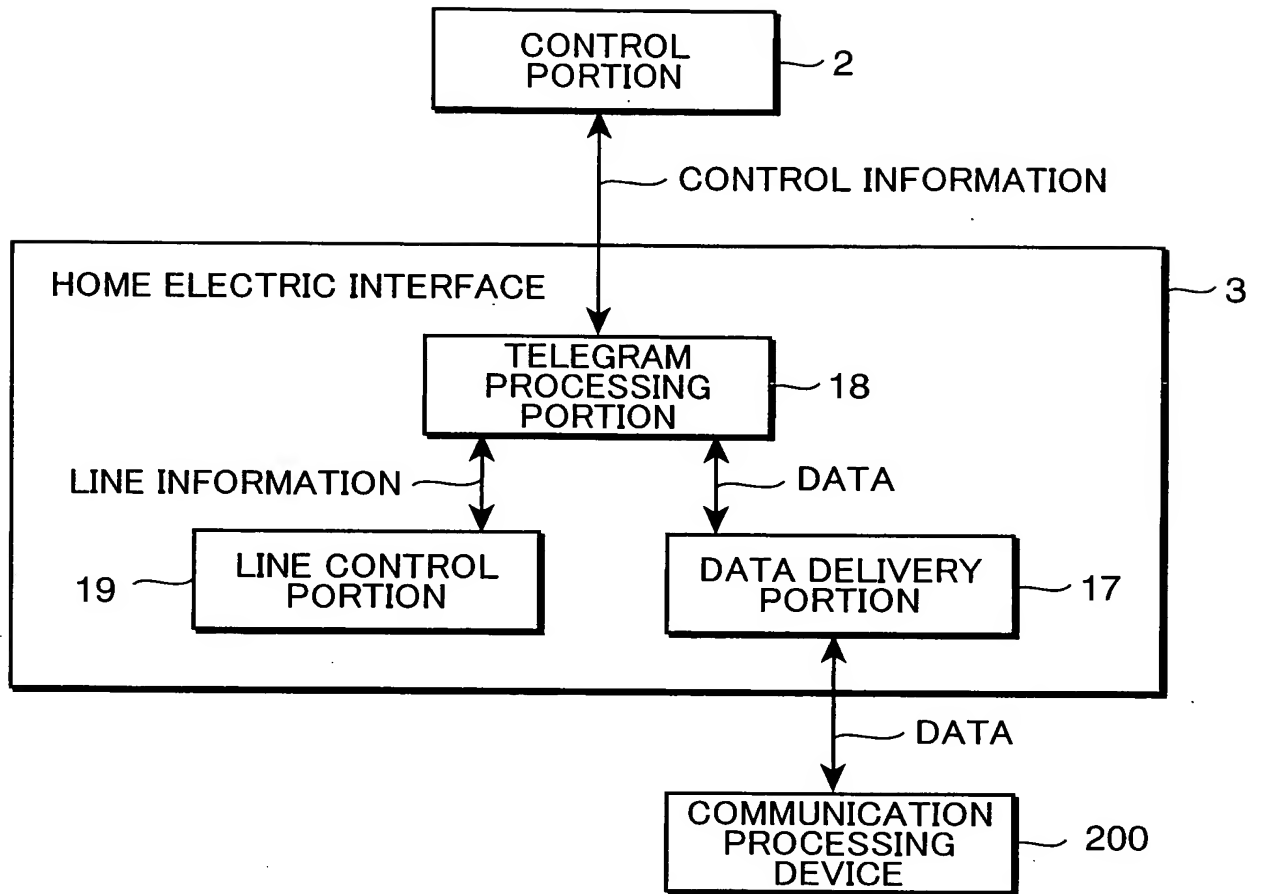 CONTROL
PORTION
2
CONTROL INFORMATION
HOME ELECTRIC INTERFACE
3
TELEGRAM
PROCESSING
PORTION
18
LINE INFORMATION
DATA
19
LINE CONTROL
PORTION
DATA DELIVERY
PORTION
17
DATA
COMMUNICATION
PROCESSING
DEVICE
200